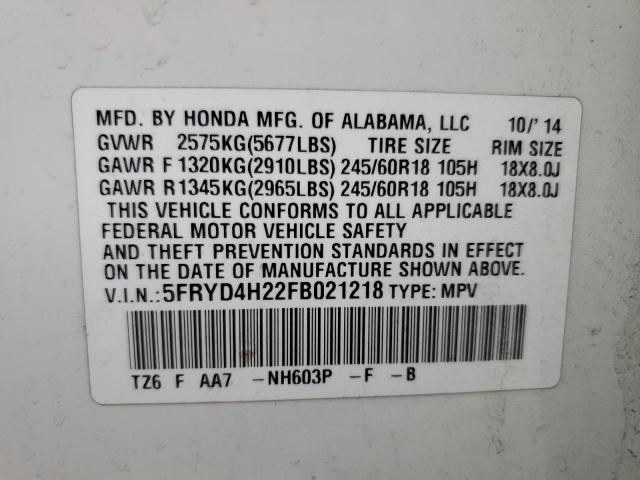 MFD. BY HONDA MFG. OF ALABAMA, LLC 10/'14
GVWR 2575KG(5677LBS) TIRE SIZE RIM SIZE
GAWR F 1320KG(2910LBS) 245/60R18 105H 18X8.0J
GAWR R 1345KG(2965LBS) 245/60R18 105H 18X8.0J
THIS VEHICLE CONFORMS TO ALL APPLICABLE
FEDERAL MOTOR VEHICLE SAFETY
AND THEFT PREVENTION STANDARDS IN EFFECT
ON THE DATE OF MANUFACTURE SHOWN ABOVE.
V.I.N.: 5FRYD4H22FB021218 TYPE: MPV
TZ6 F AA7 -NH603P -F -B